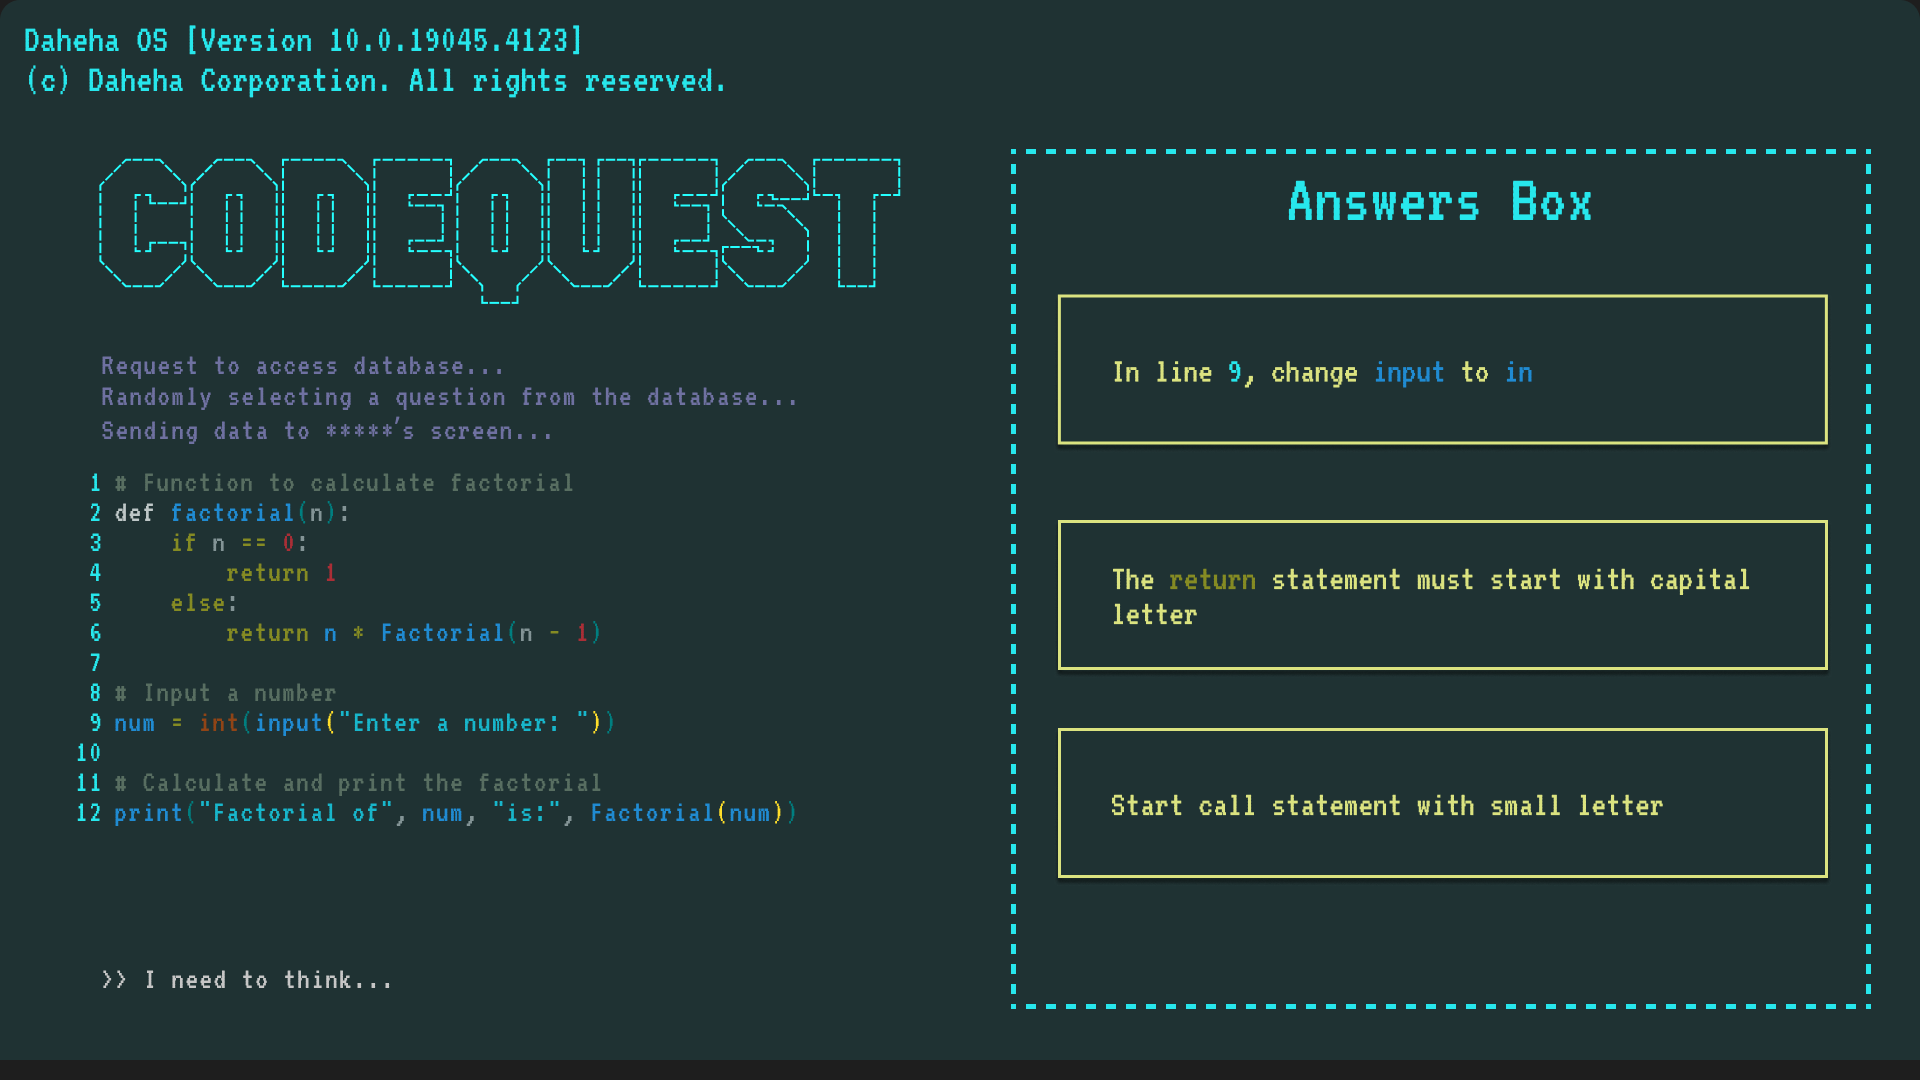 Daheha OS [Version 10.0.19045.4123]
(c) Daheha Corporation. All rights reserved.
CODEQUEST
Request to access database...
Randomly selecting a question from the database...
Sending data to *****'s screen...
1 # Function to calculate factorial
2 def factorial(n):
3     if n == 0:
4         return 1
5     else:
6         return n * Factorial(n - 1)
7
8 # Input a number
9 num = int(input("Enter a number: "))
10
11 # Calculate and print the factorial
12 print("Factorial of", num, "is:", Factorial(num))
>> I need to think...
Answers Box
In line 9, change input to in
The return statement must start with capital
letter
Start call statement with small letter